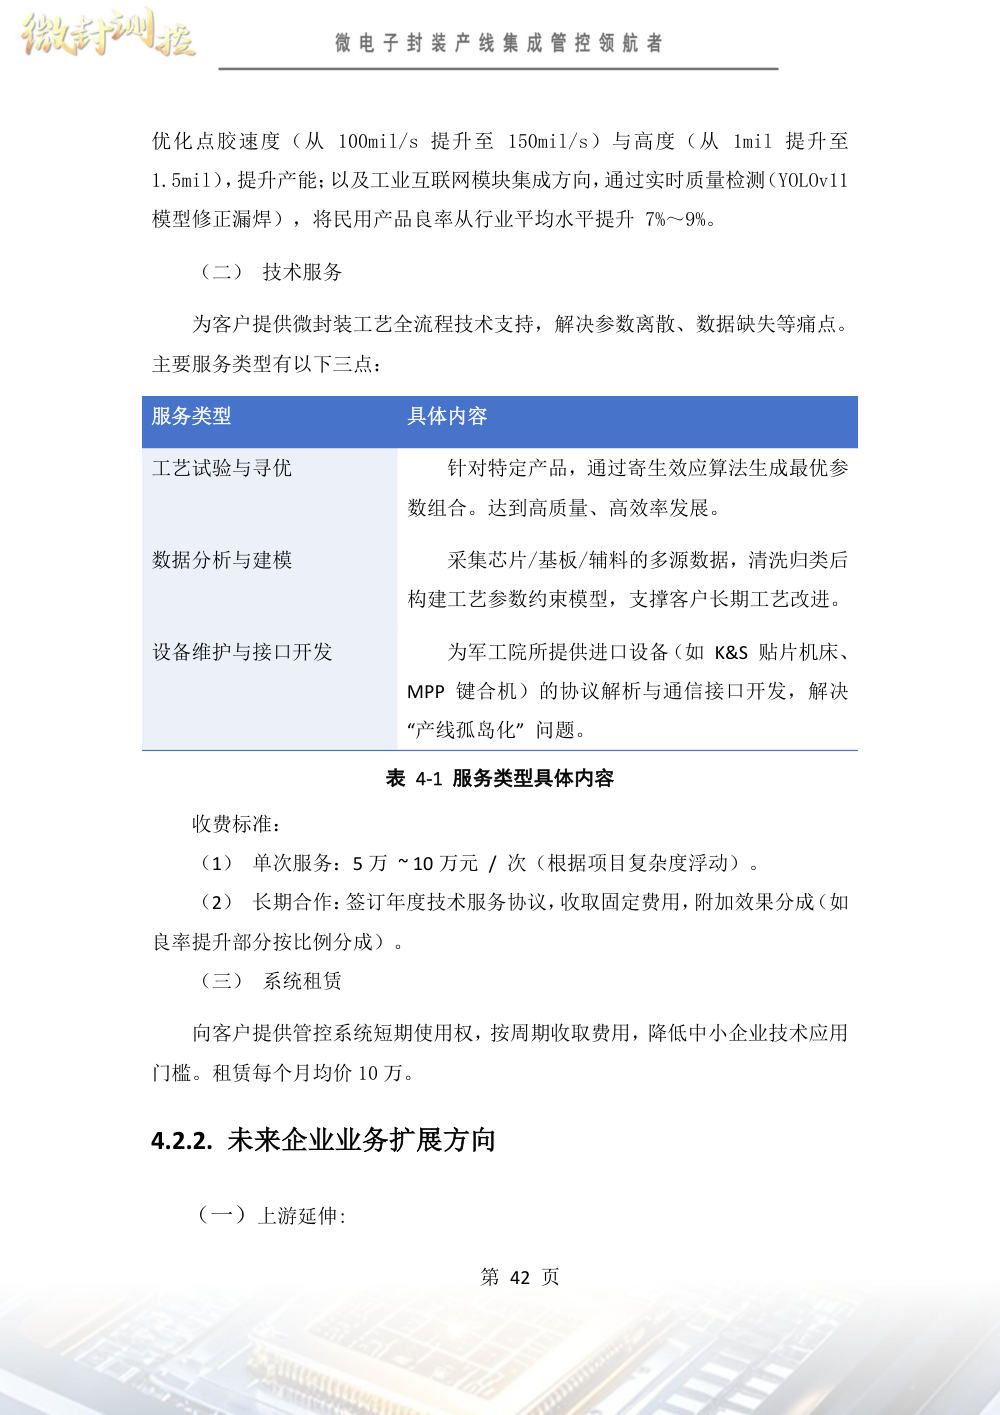 微封训控
微电子封装产线集成管控领航者
优化点胶速度（从 100mil/s 提升至 150mil/s）与高度（从 1mil 提升至
1.5mil），提升产能；以及工业互联网模块集成方向，通过实时质量检测（YOLOv11
模型修正漏焊），将民用产品良率从行业平均水平提升 7%～9%。
（二） 技术服务
为客户提供微封装工艺全流程技术支持，解决参数离散、数据缺失等痛点。
主要服务类型有以下三点：
服务类型 具体内容
工艺试验与寻优 针对特定产品，通过寄生效应算法生成最优参
数组合。达到高质量、高效率发展。
数据分析与建模 采集芯片/基板/辅料的多源数据，清洗归类后
构建工艺参数约束模型，支撑客户长期工艺改进。
设备维护与接口开发 为军工院所提供进口设备（如 K&S 贴片机床、
MPP 键合机）的协议解析与通信接口开发，解决
“产线孤岛化” 问题。
表 4-1 服务类型具体内容
收费标准：
（1） 单次服务：5 万 ~ 10 万元 / 次（根据项目复杂度浮动）。
（2） 长期合作：签订年度技术服务协议，收取固定费用，附加效果分成（如
良率提升部分按比例分成）。
（三） 系统租赁
向客户提供管控系统短期使用权，按周期收取费用，降低中小企业技术应用
门槛。租赁每个月均价 10 万。
4.2.2. 未来企业业务扩展方向
（一）上游延伸：
第 42 页